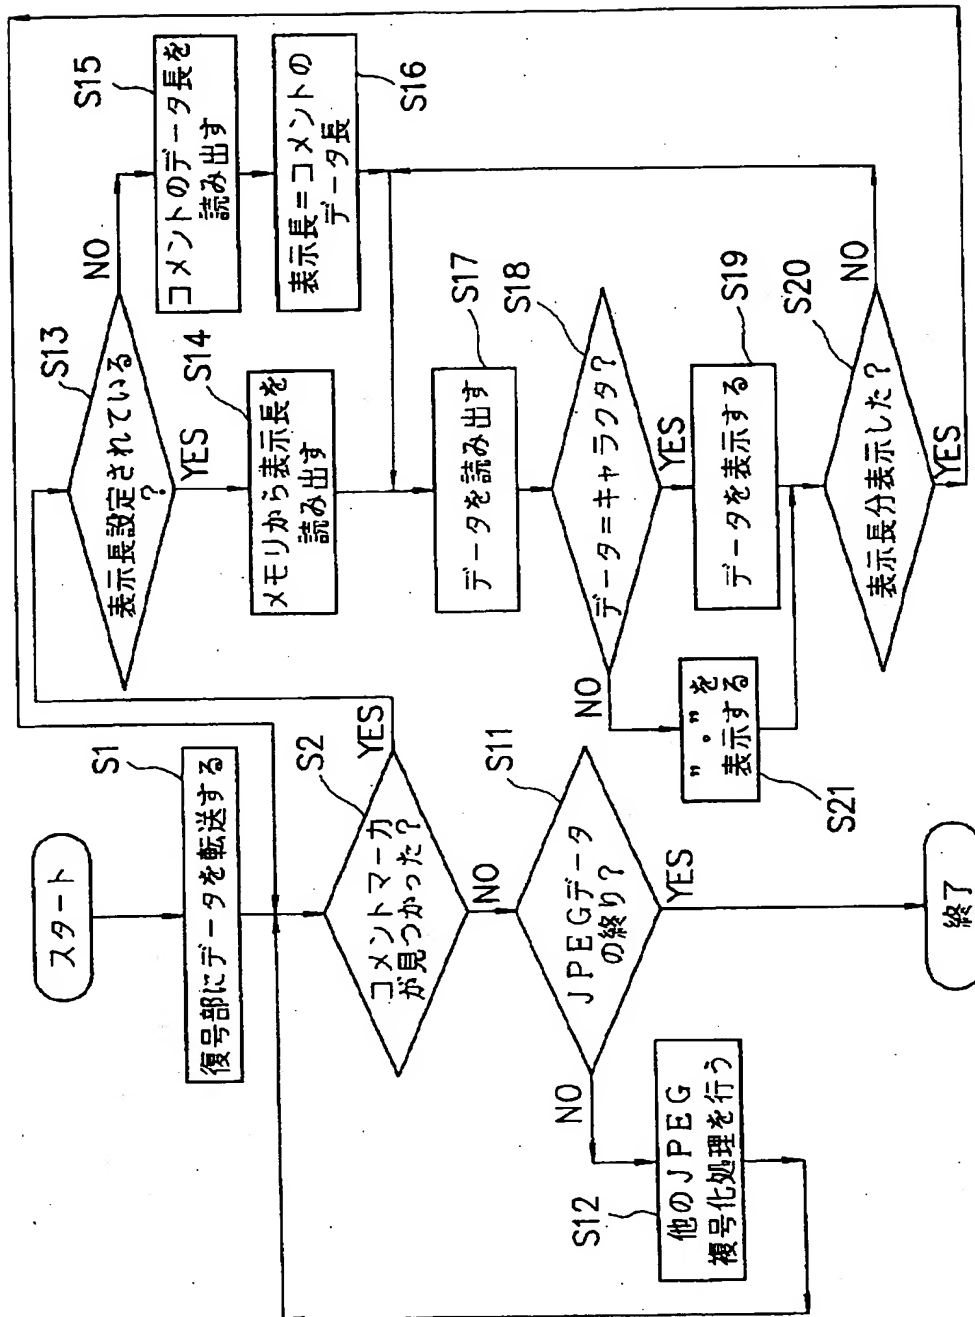 スタート
S1
復号部にデータを転送する
S2
コメントマーカ
が見つかった?
YES
NO
S11
JPEGデータ
の終り?
YES
NO
S12
他のJPEG
複号化処理を行う
終了
S13
表示長設定されている
?
NO
YES
S14
メモリから表示長を
読み出す
S15
コメントのデータ長を
読み出す
S16
表示長=コメントの
データ長
S17
データを読み出す
S18
データ=キャラクタ?
YES
NO
S19
データを表示する
S21
"。"を
表示する
S20
表示長分表示した?
NO
YES